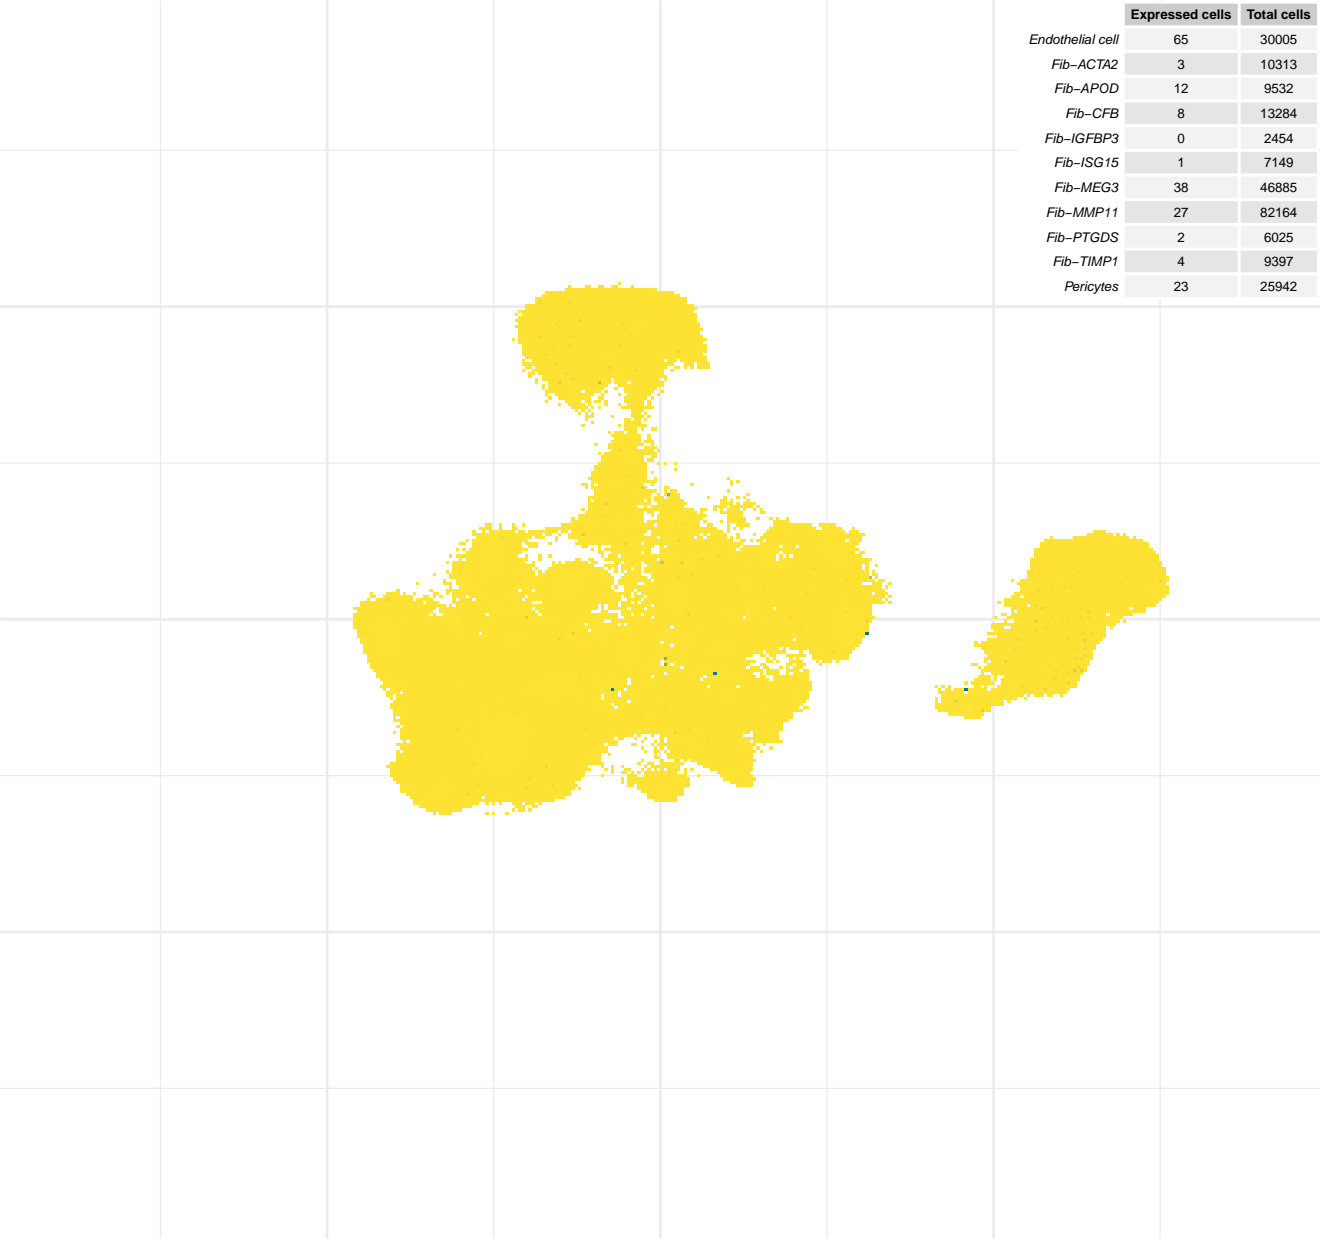 Expressed cells Total cells
Endothelial cell 65 30005
Fib−ACTA2 3 10313
Fib−APOD 12 9532
Fib−CFB 8 13284
Fib−IGFBP3 0 2454
Fib−ISG15 1 7149
Fib−MEG3 38 46885
Fib−MMP11 27 82164
Fib−PTGDS 2 6025
Fib−TIMP1 4 9397
Pericytes 23 25942